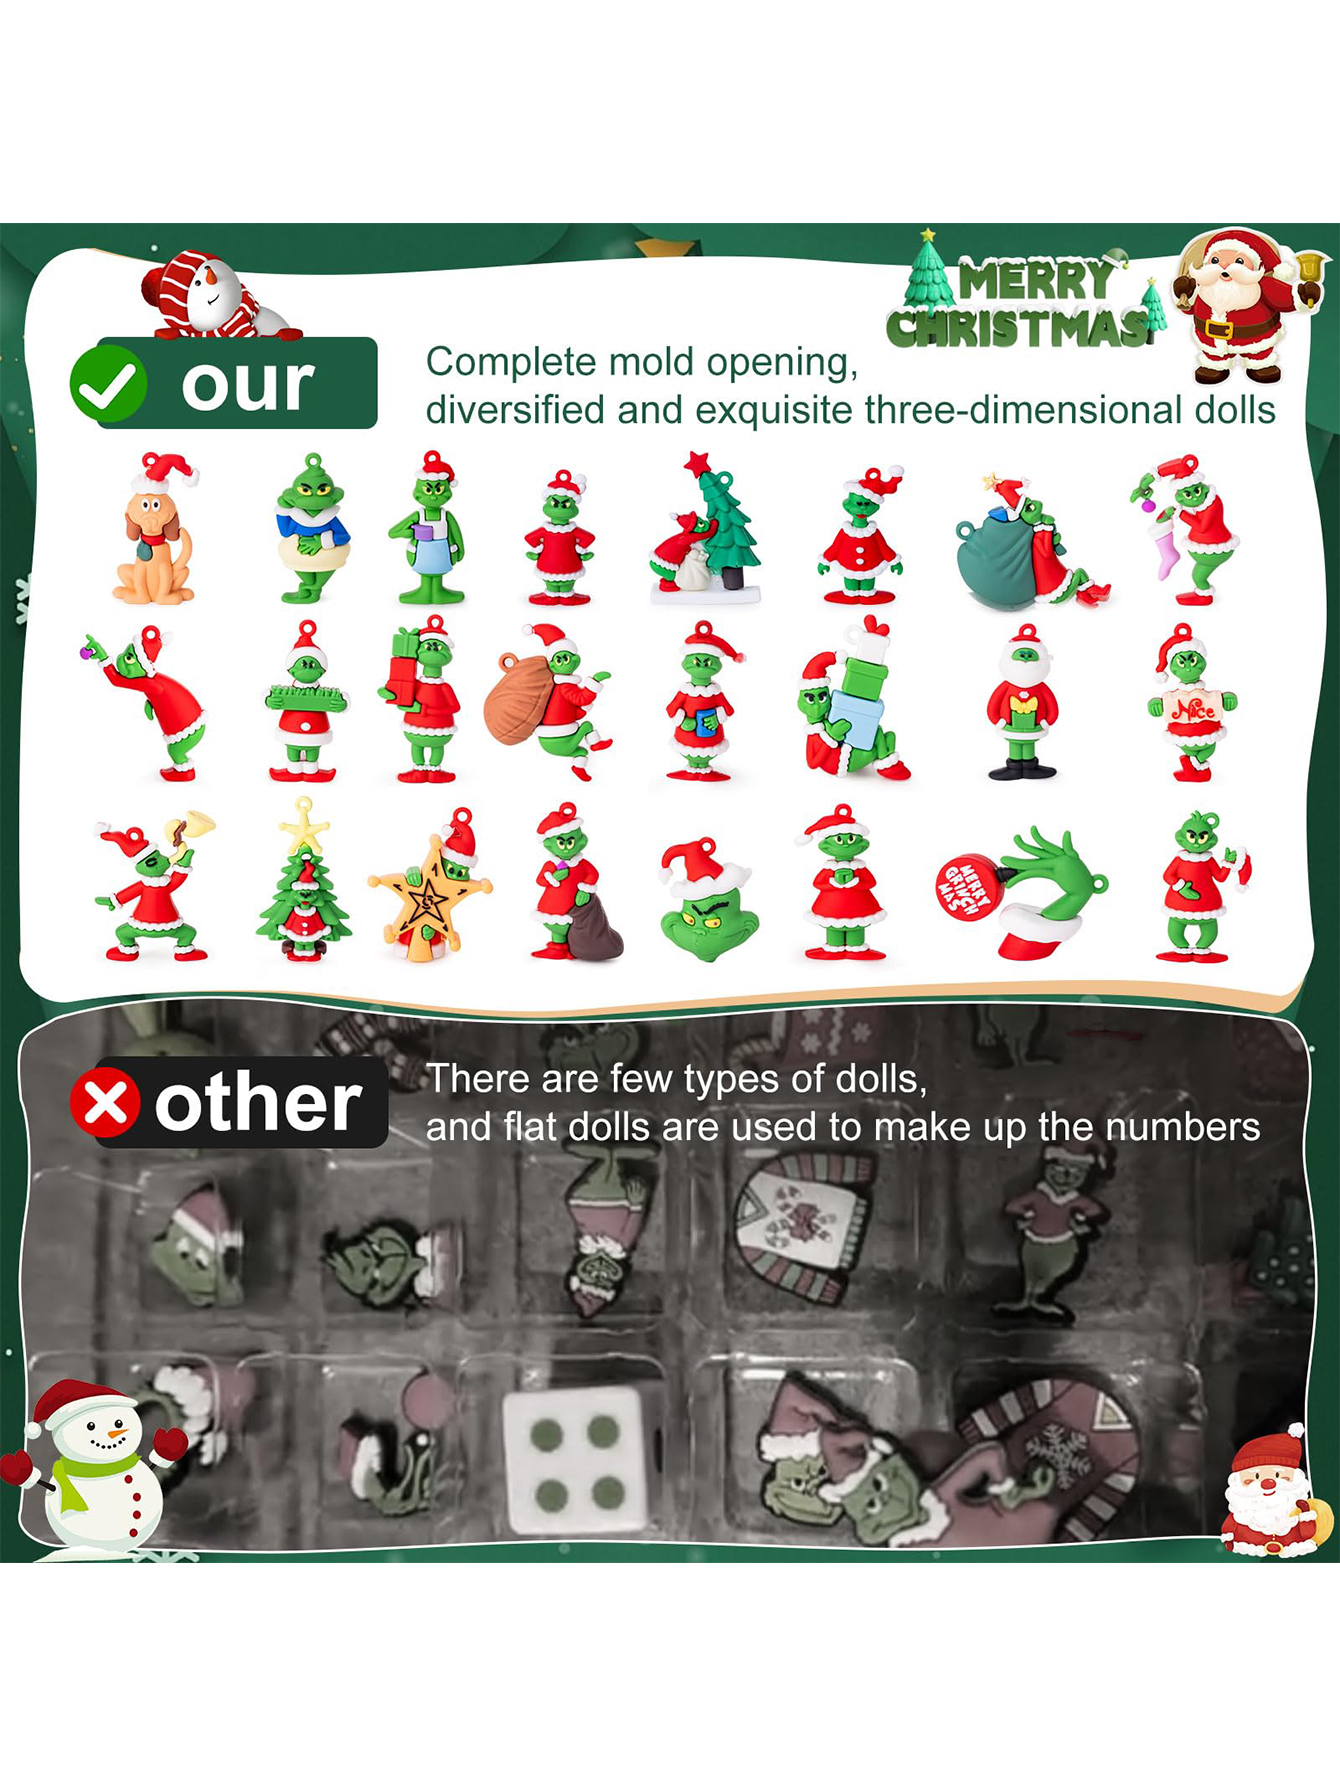 MERRY
CHRISTMAS
our
Complete mold opening,
diversified and exquisite three-dimensional dolls
Nice
MERRY
GRINCH
MAS
other
There are few types of dolls,
and flat dolls are used to make up the numbers